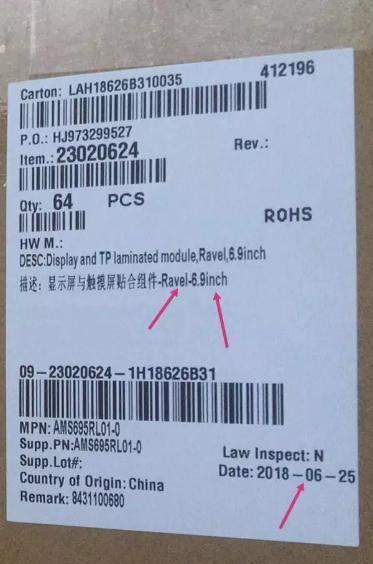 Carton: LAH18626B310035 412196
P.O.: HJ973299527
Item.: 23020624 Rev.:
Qty: 64 PCS ROHS
HW M.:
DESC:Display and TP laminated module,Ravel,6.9inch
描述: 显示屏与触摸屏贴合组件-Ravel-6.9inch
09-23020624-1H18626B31
MPN: AMS695RL01-0
Supp.PN:AMS695RL01-0
Supp.Lot#: Law Inspect: N
Country of Origin: China Date: 2018-06-25
Remark: 8431100680